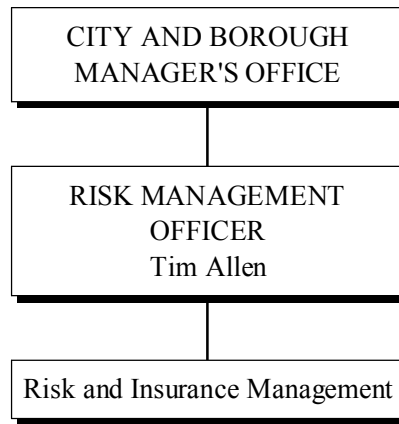 CITY AND BOROUGH
MANAGER'S OFFICE
RISK MANAGEMENT
OFFICER
Tim Allen
Risk and Insurance Management